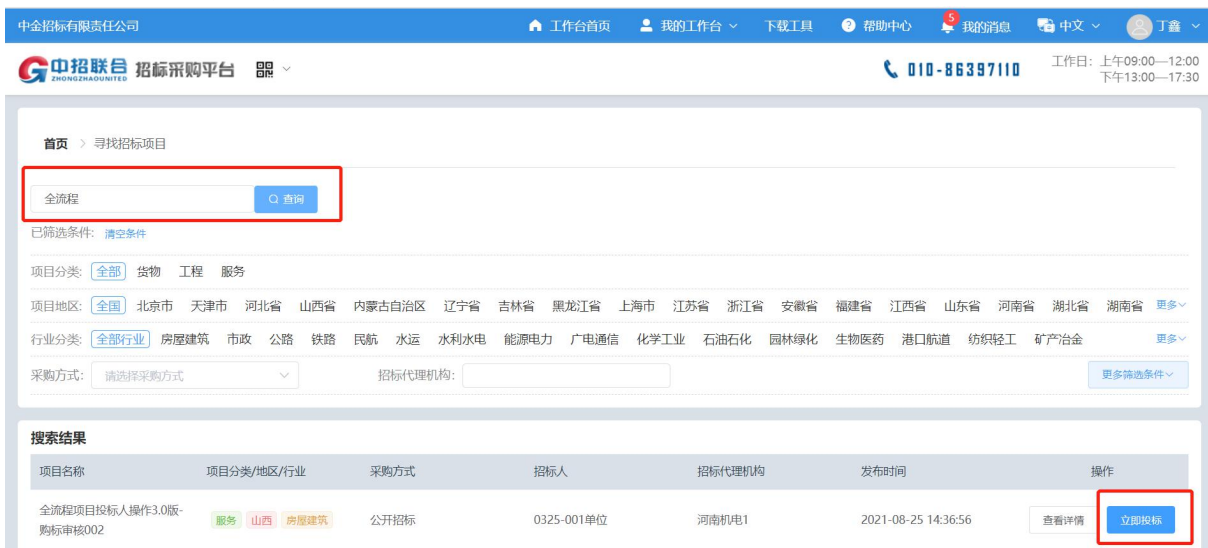 中金招标有限责任公司 工作台首页 我的工作台 下载工具 ? 帮助中心 5 我的消息 中文 丁鑫
中招联合 ZHONGZHAOUNITED 招标采购平台 010-86397110 工作日: 上午09:00—12:00
下午13:00—17:30
首页 > 寻找招标项目
全流程 查询
已筛选条件: 清空条件
项目分类: 全部 货物 工程 服务
项目地区: 全国 北京市 天津市 河北省 山西省 内蒙古自治区 辽宁省 吉林省 黑龙江省 上海市 江苏省 浙江省 安徽省 福建省 江西省 山东省 河南省 湖北省 湖南省 更多
行业分类: 全部行业 房屋建筑 市政 公路 铁路 民航 水运 水利水电 能源电力 广电通信 化学工业 石油石化 园林绿化 生物医药 港口航道 纺织轻工 矿产冶金 更多
采购方式: 请选择采购方式 招标代理机构: 更多筛选条件
搜索结果
项目名称 项目分类/地区/行业 采购方式 招标人 招标代理机构 发布时间 操作
全流程项目投标人操作3.0版-
购标审核002 服务 山西 房屋建筑 公开招标 0325-001单位 河南机电1 2021-08-25 14:36:56 查看详情 立即投标